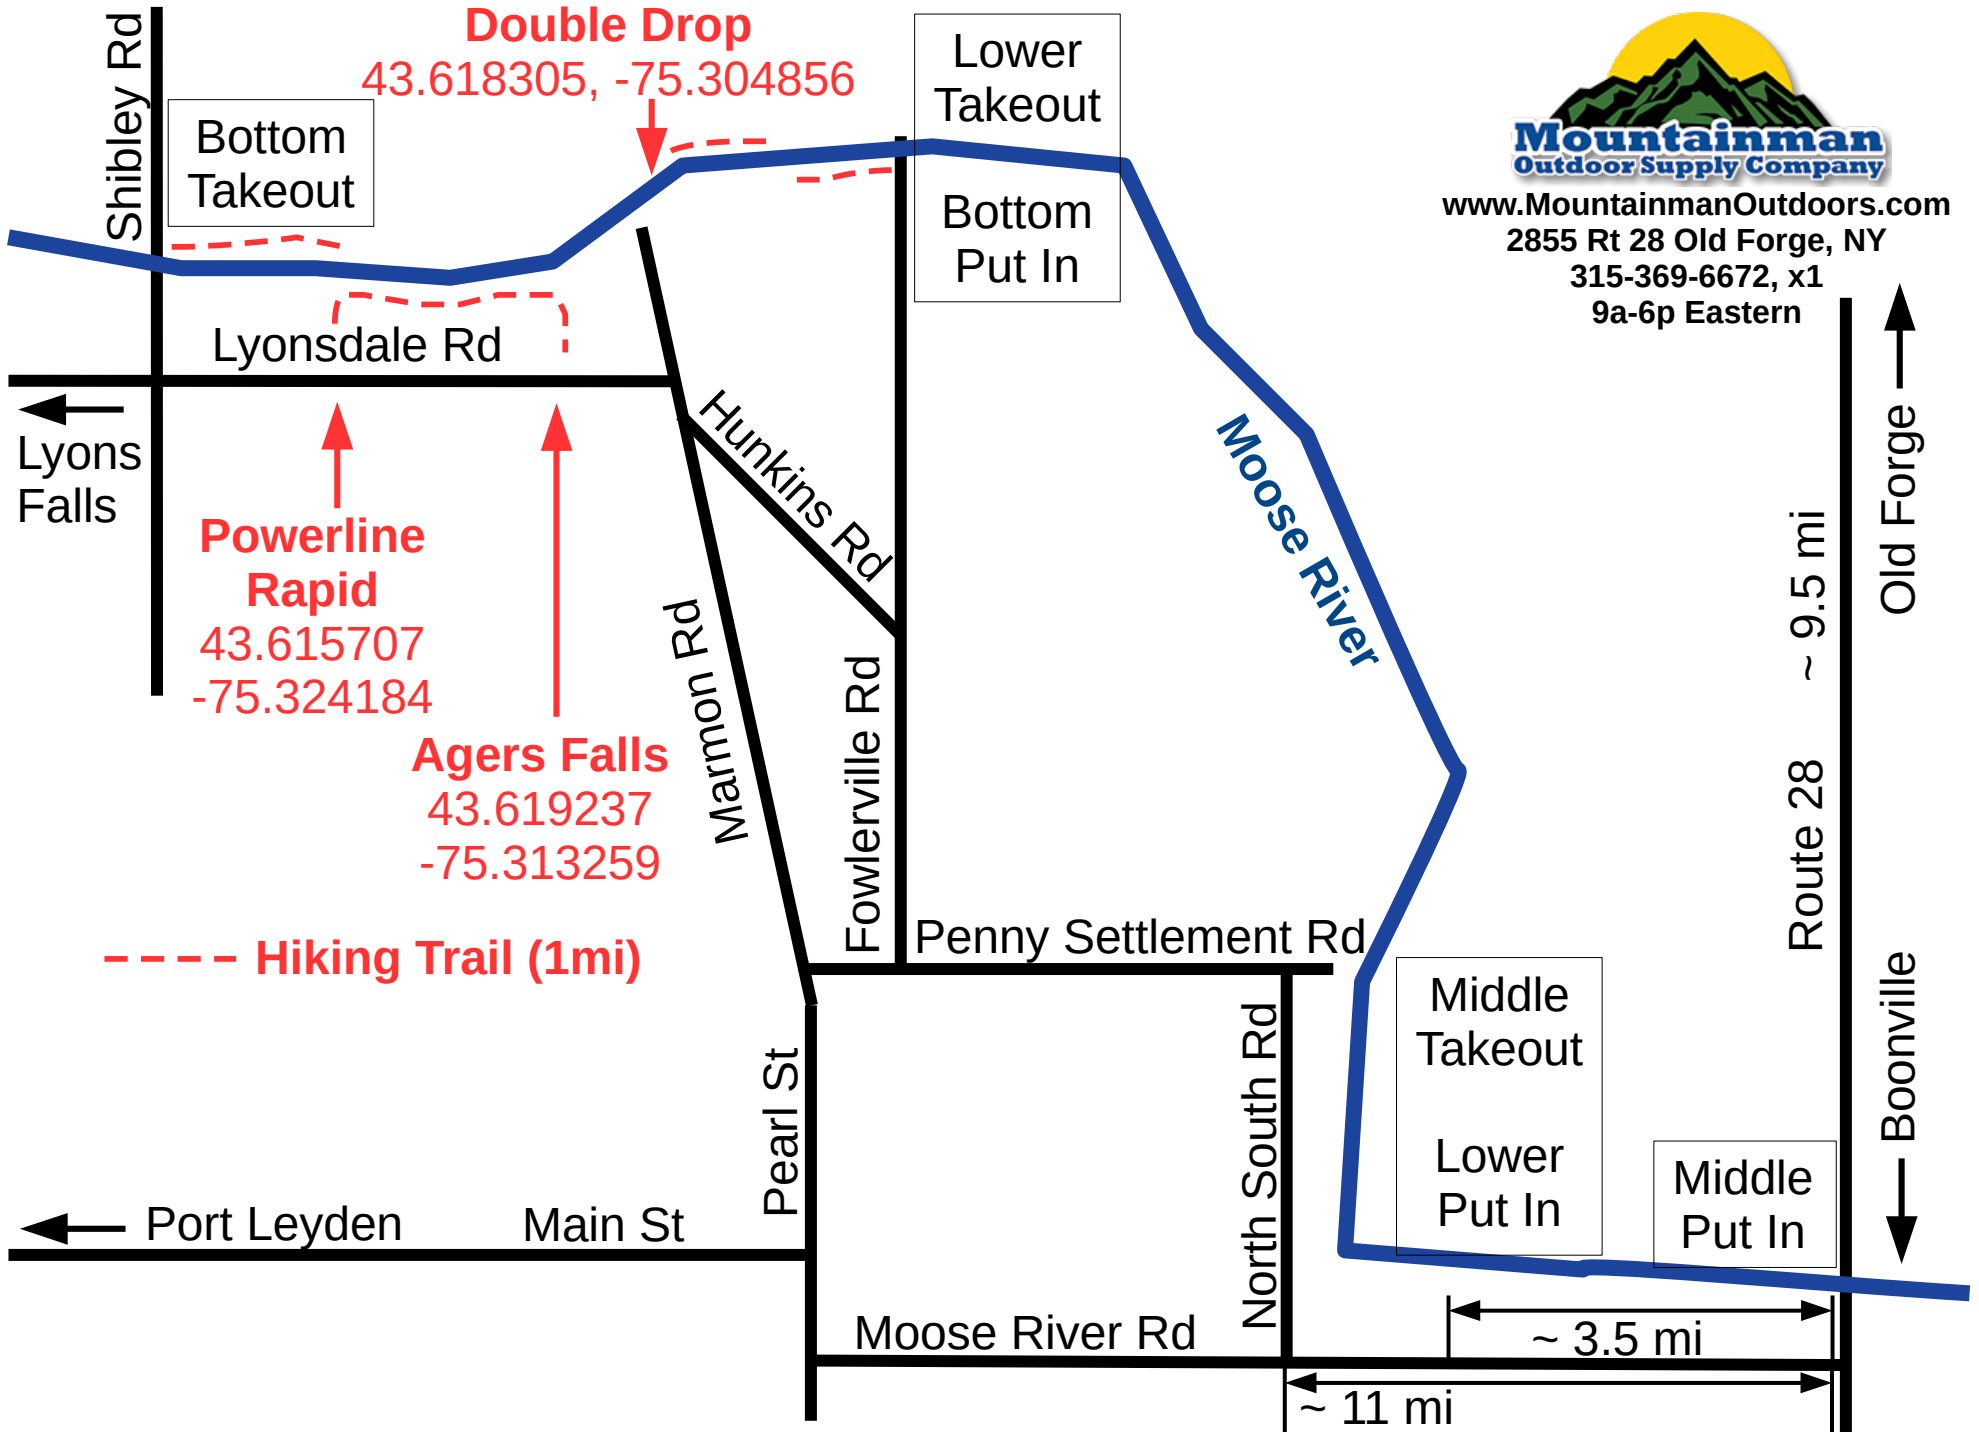 Shibley Rd
Double Drop
43.618305, -75.304856
Bottom
Takeout
Lower
Takeout
Bottom
Put In
Mountainman
Outdoor Supply Company
www.MountainmanOutdoors.com
2855 Rt 28 Old Forge, NY
315-369-6672, x1
9a-6p Eastern
Lyonsdale Rd
Lyons
Falls
Hunkins Rd
Moose River
Old Forge
~ 9.5 mi
Route 28
Powerline
Rapid
43.615707
-75.324184
Marmon Rd
Fowlerville Rd
Agers Falls
43.619237
-75.313259
Hiking Trail (1mi)
Penny Settlement Rd
Middle
Takeout
Lower
Put In
Boonville
Pearl St
North South Rd
Middle
Put In
Port Leyden
Main St
Moose River Rd
~ 3.5 mi
~ 11 mi